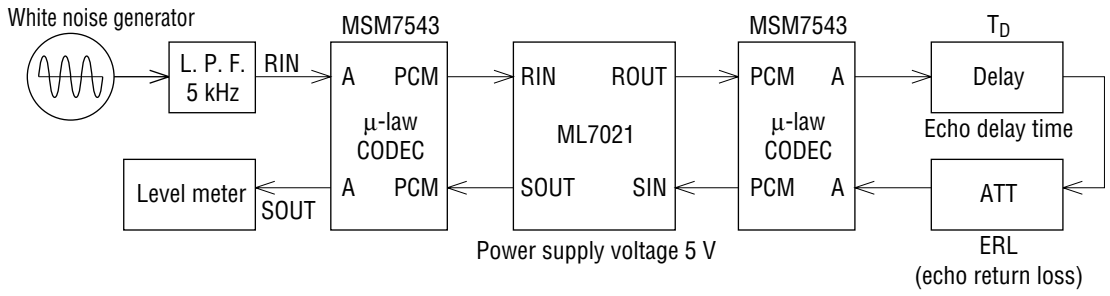 White noise generator
L. P. F.
5 kHz
RIN
MSM7543
A PCM
μ-law
CODEC
A PCM
RIN ROUT
ML7021
SOUT SIN
Power supply voltage 5 V
MSM7543
PCM A
μ-law
CODEC
PCM A
TD
Delay
Echo delay time
ATT
ERL
(echo return loss)
Level meter
SOUT